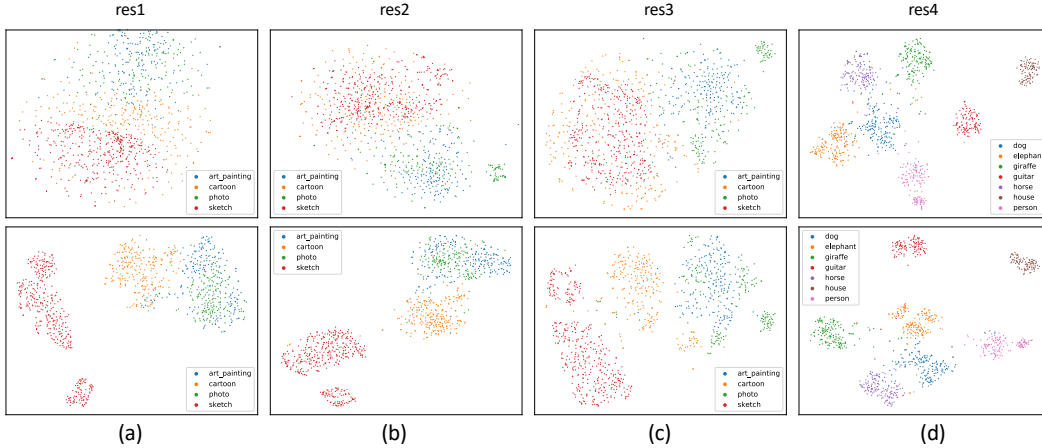 res1
res2
res3
res4
art_painting
cartoon
photo
sketch
art_painting
cartoon
photo
sketch
art_painting
cartoon
photo
sketch
dog
elephant
giraffe
guitar
horse
house
person
art_painting
cartoon
photo
sketch
art_painting
cartoon
photo
sketch
art_painting
cartoon
photo
sketch
dog
elephant
giraffe
guitar
horse
house
person
(a)
(b)
(c)
(d)